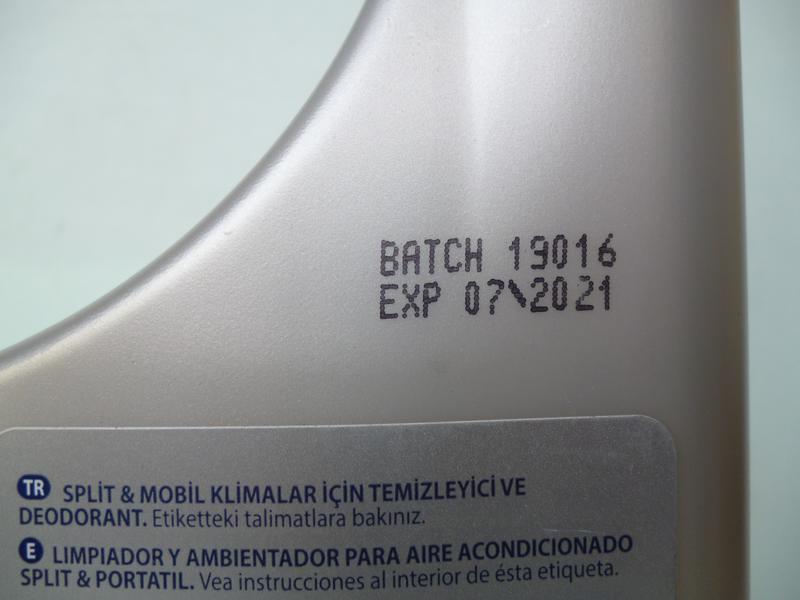 BATCH 19016
EXP 07\2021
TR SPLİT & MOBİL KLİMALAR İÇİN TEMİZLEYİCİ VE
DEODORANT. Etiketteki talimatlara bakınız.
E LIMPIADOR Y AMBIENTADOR PARA AIRE ACONDICIONADO
SPLIT & PORTATIL. Vea instrucciones al interior de ésta etiqueta.